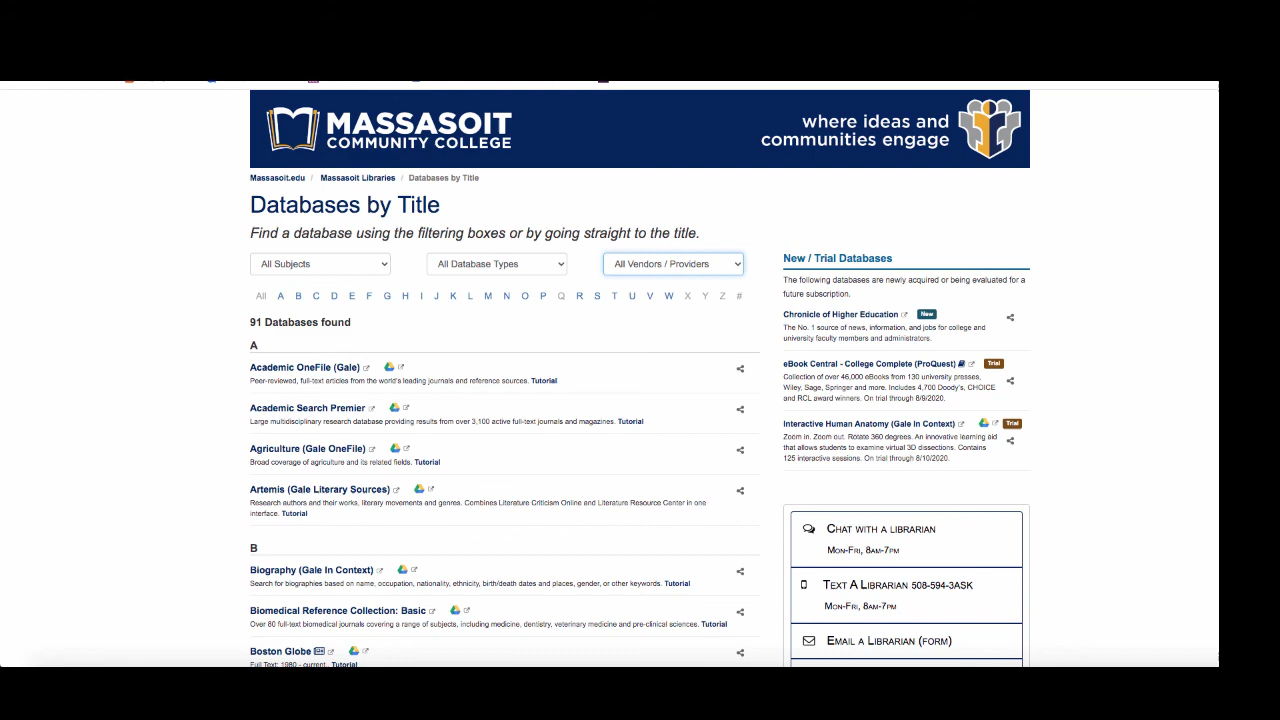 MASSASOIT
COMMUNITY COLLEGE
where ideas and
communities engage
Massasoit.edu / Massasoit Libraries / Databases by Title
Databases by Title
Find a database using the filtering boxes or by going straight to the title.
All Subjects
All Database Types
All Vendors / Providers
All A B C D E F G H I J K L M N O P Q R S T U V W X Y Z #
91 Databases found
A
Academic OneFile (Gale)
Peer-reviewed, full-text articles from the world's leading journals and reference sources. Tutorial
Academic Search Premier
Large multidisciplinary research database providing results from over 3,100 active full-text journals and magazines. Tutorial
Agriculture (Gale OneFile)
Broad coverage of agriculture and its related fields. Tutorial
Artemis (Gale Literary Sources)
Research authors and their works, literary movements and genres. Combines Literature Criticism Online and Literature Resource Center in one
interface. Tutorial
B
Biography (Gale In Context)
Search for biographies based on name, occupation, nationality, ethnicity, birth/death dates and places, gender, or other keywords. Tutorial
Biomedical Reference Collection: Basic
Over 80 full-text biomedical journals covering a range of subjects, including medicine, dentistry, veterinary medicine and pre-clinical sciences. Tutorial
Boston Globe
Full Text: 1980 - current. Tutorial
New / Trial Databases
The following databases are newly acquired or being evaluated for a
future subscription.
Chronicle of Higher Education New
The No. 1 source of news, information, and jobs for college and
university faculty members and administrators.
eBook Central - College Complete (ProQuest) Trial
Collection of over 46,000 eBooks from 130 university presses,
Wiley, Sage, Springer and more. Includes 4,700 Doody's, CHOICE
and RCL award winners. On trial through 8/9/2020.
Interactive Human Anatomy (Gale In Context) Trial
Zoom in. Zoom out. Rotate 360 degrees. An innovative learning aid
that allows students to examine virtual 3D dissections. Contains
125 interactive sessions. On trial through 8/10/2020.
CHAT WITH A LIBRARIAN
MON-FRI, 8AM-7PM
TEXT A LIBRARIAN 508-594-3ASK
MON-FRI, 8AM-7PM
EMAIL A LIBRARIAN (FORM)